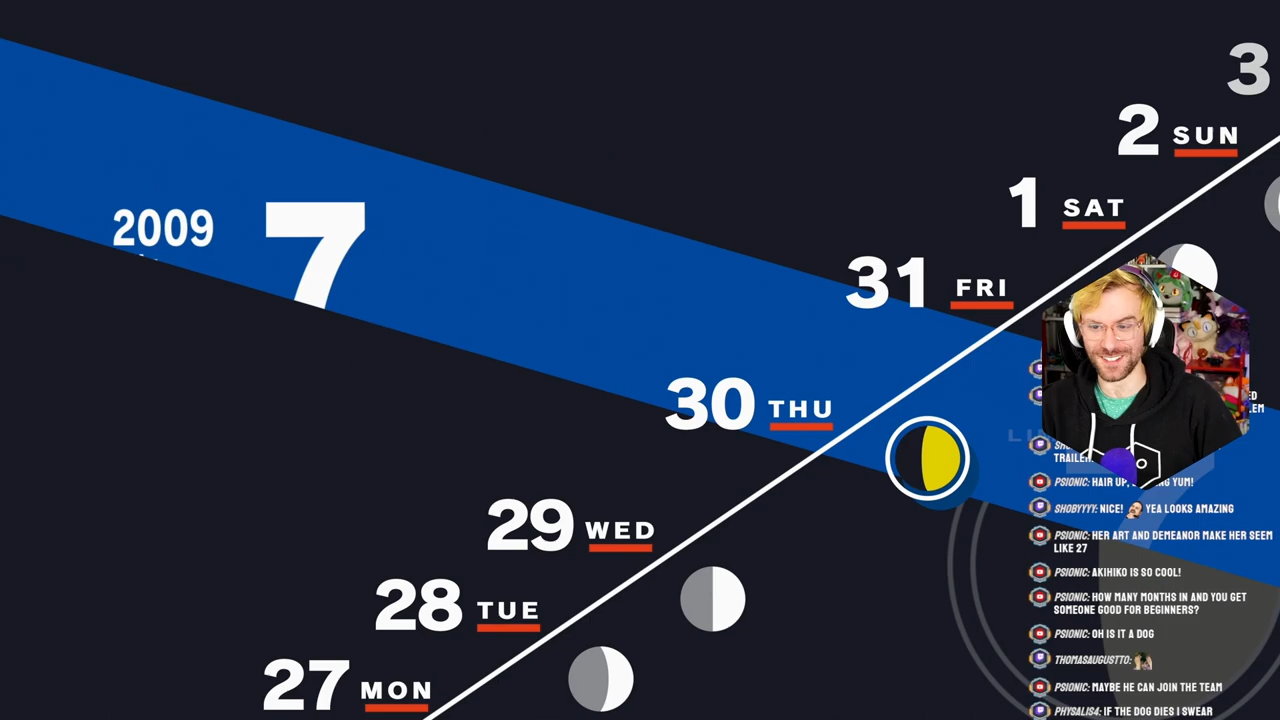 3
2 SUN
1 SAT
2009
7
31 FRI
30 THU
29 WED
28 TUE
27 MON
TRAILER
PSIONIC: HAIR UP, YUM!
SHOBYYYY: NICE! YEA LOOKS AMAZING
PSIONIC: HER ART AND DEMEANOR MAKE HER SEEM
LIKE 27
PSIONIC: AKIHIKO IS SO COOL!
PSIONIC: HOW MANY MONTHS IN AND YOU GET
SOMEONE GOOD FOR BEGINNERS?
PSIONIC: OH IS IT A DOG
THOMASAUGUSTTO:
PSIONIC: MAYBE HE CAN JOIN THE TEAM
PHYSALIS4: IF THE DOG DIES I SWEAR